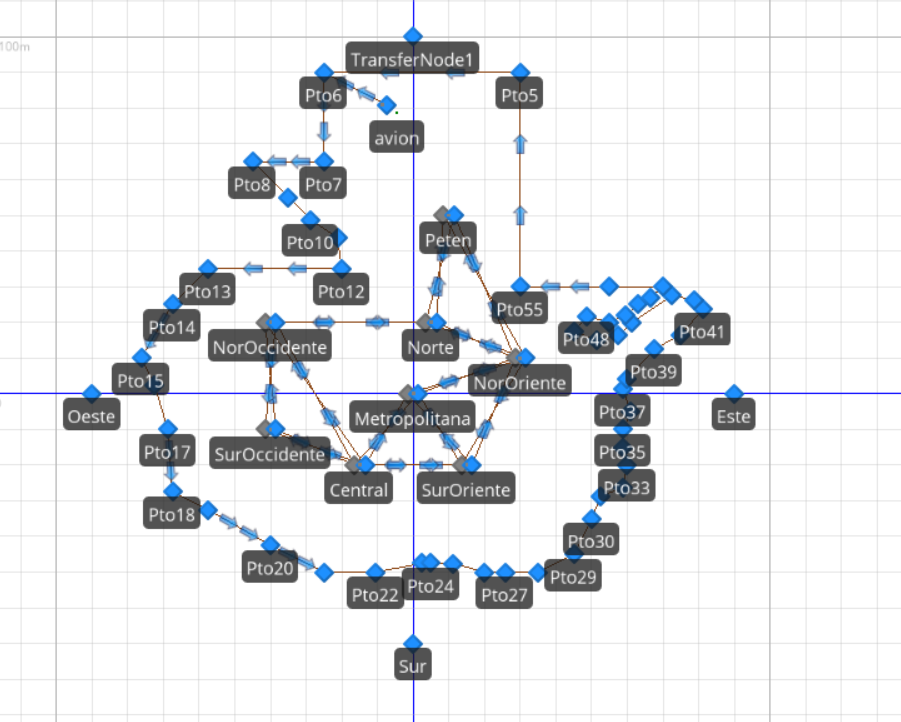 100m
TransferNode1
Pto6
Pto5
avion
Pto8
Pto7
Pto10
Peten
Pto13
Pto12
Pto55
Pto14
Pto48
Pto41
NorOccidente
Norte
Pto39
Pto15
NorOriente
Oeste
Metropolitana
Pto37
Este
Pto17
SurOccidente
Pto35
Central
SurOriente
Pto33
Pto18
Pto30
Pto20
Pto29
Pto22
Pto24
Pto27
Sur